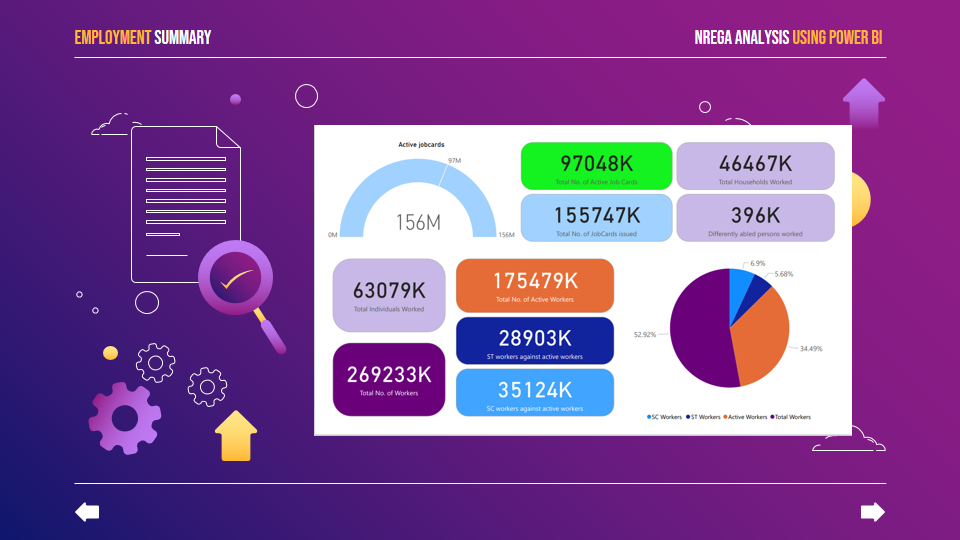 EMPLOYMENT SUMMARY
NREGA ANALYSIS USING POWER BI
Active jobcards
97M
156M
0M
156M
97048K
Total No. of Active Job Cards
46467K
Total Households Worked
155747K
Total No. of JobCards issued
396K
Differently abled persons worked
63079K
Total Individuals Worked
269233K
Total No. of Workers
175479K
Total No. of Active Workers
28903K
ST workers against active workers
35124K
SC workers against active workers
6.9%
5.68%
52.92%
34.49%
SC Workers ST Workers Active Workers Total Workers